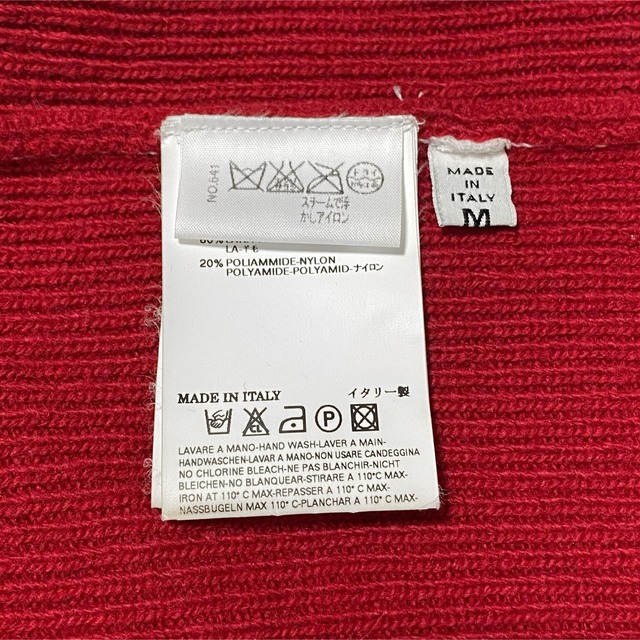 NO.641
スチームで浮
かしアイロン
LA-毛
20% POLIAMMIDE-NYLON
POLYAMIDE-POLYAMID-ナイロン
MADE IN ITALY イタリー製
CL P
LAVARE A MANO-HAND WASH-LAVER A MAIN-
HANDWASCHEN-LAVAR A MANO-NON USARE CANDEGGINA
NO CHLORINE BLEACH-NE PAS BLANCHIR-NICHT
BLEICHEN-NO BLANQUEAR-STIRARE A 110° C MAX-
IRON AT 110° C MAX-REPASSER A 110° C MAX-
NASSBUGELN MAX 110° C-PLANCHAR A 110° C MAX
MADE
IN
ITALY
M